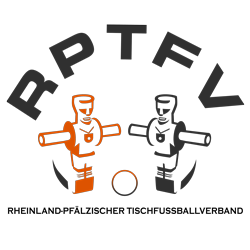 RPTFV
RHEINLAND-PFÄLZISCHER TISCHFUSSBALLVERBAND